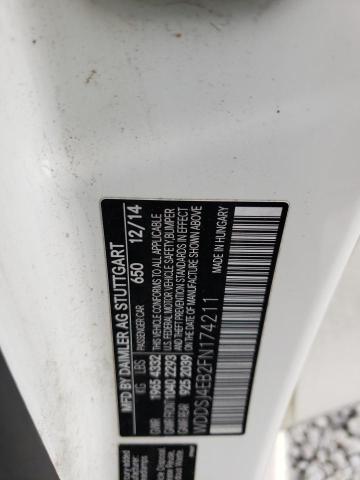 MFD BY DAIMLER AG STUTTGART
PASSENGER CAR 650 12/14
KG LBS
GVWR 1965 4332
GAWR FRONT 1040 2293
GAWR REAR 925 2039
THIS VEHICLE CONFORMS TO ALL APPLICABLE
U.S. FEDERAL MOTOR VEHICLE SAFETY, BUMPER
AND THEFT PREVENTION STANDARDS IN EFFECT
ON THE DATE OF MANUFACTURE SHOWN ABOVE
WDDSJ4EB2FN174211
MADE IN HUNGARY